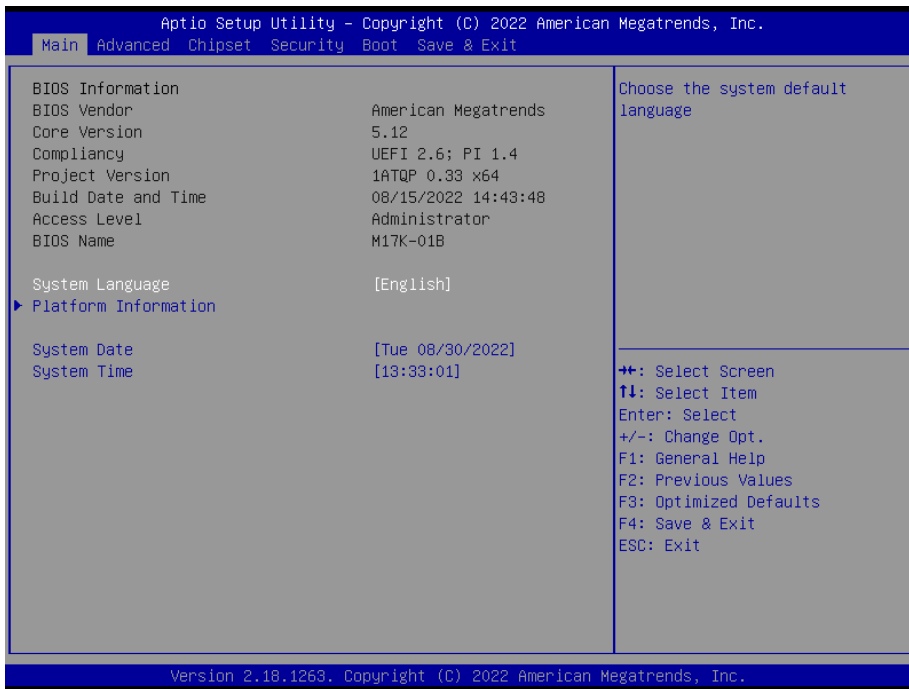 Aptio Setup Utility – Copyright (C) 2022 American Megatrends, Inc.
Main Advanced Chipset Security Boot Save & Exit
BIOS Information
BIOS Vendor American Megatrends
Core Version 5.12
Compliancy UEFI 2.6; PI 1.4
Project Version 1ATQP 0.33 x64
Build Date and Time 08/15/2022 14:43:48
Access Level Administrator
BIOS Name M17K-01B
System Language [English]
Platform Information
System Date [Tue 08/30/2022]
System Time [13:33:01]
Choose the system default
language
→←: Select Screen
↑↓: Select Item
Enter: Select
+/-: Change Opt.
F1: General Help
F2: Previous Values
F3: Optimized Defaults
F4: Save & Exit
ESC: Exit
Version 2.18.1263. Copyright (C) 2022 American Megatrends, Inc.